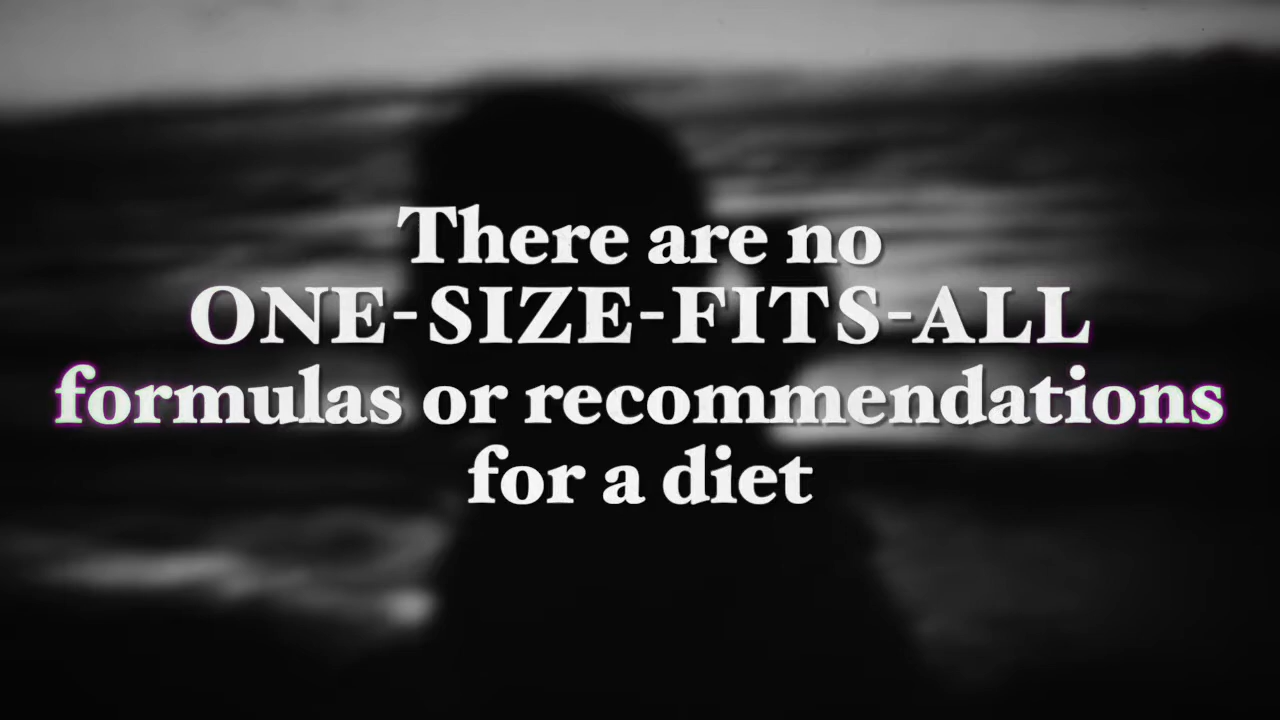 There are no
ONE-SIZE-FITS-ALL
formulas or recommendations
for a diet